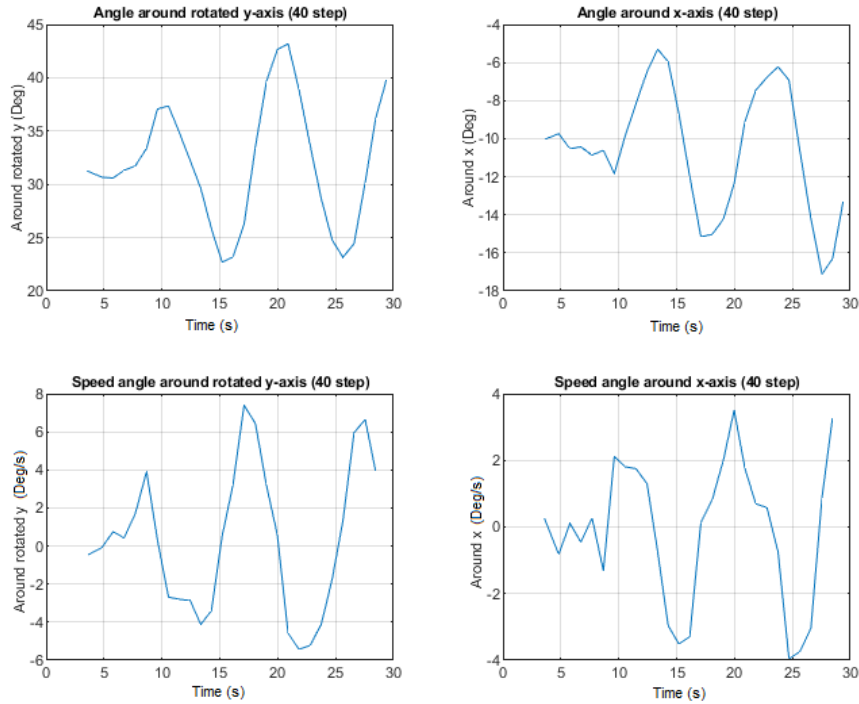 Angle around rotated y-axis (40 step)
Around rotated y (Deg)
45
40
35
30
25
20
0 5 10 15 20 25 30
Time (s)
Angle around x-axis (40 step)
Around x (Deg)
-4
-6
-8
-10
-12
-14
-16
-18
0 5 10 15 20 25 30
Time (s)
Speed angle around rotated y-axis (40 step)
Around rotated y (Deg/s)
8
6
4
2
0
-2
-4
-6
0 5 10 15 20 25 30
Time (s)
Speed angle around x-axis (40 step)
Around x (Deg/s)
4
2
0
-2
-4
0 5 10 15 20 25 30
Time (s)